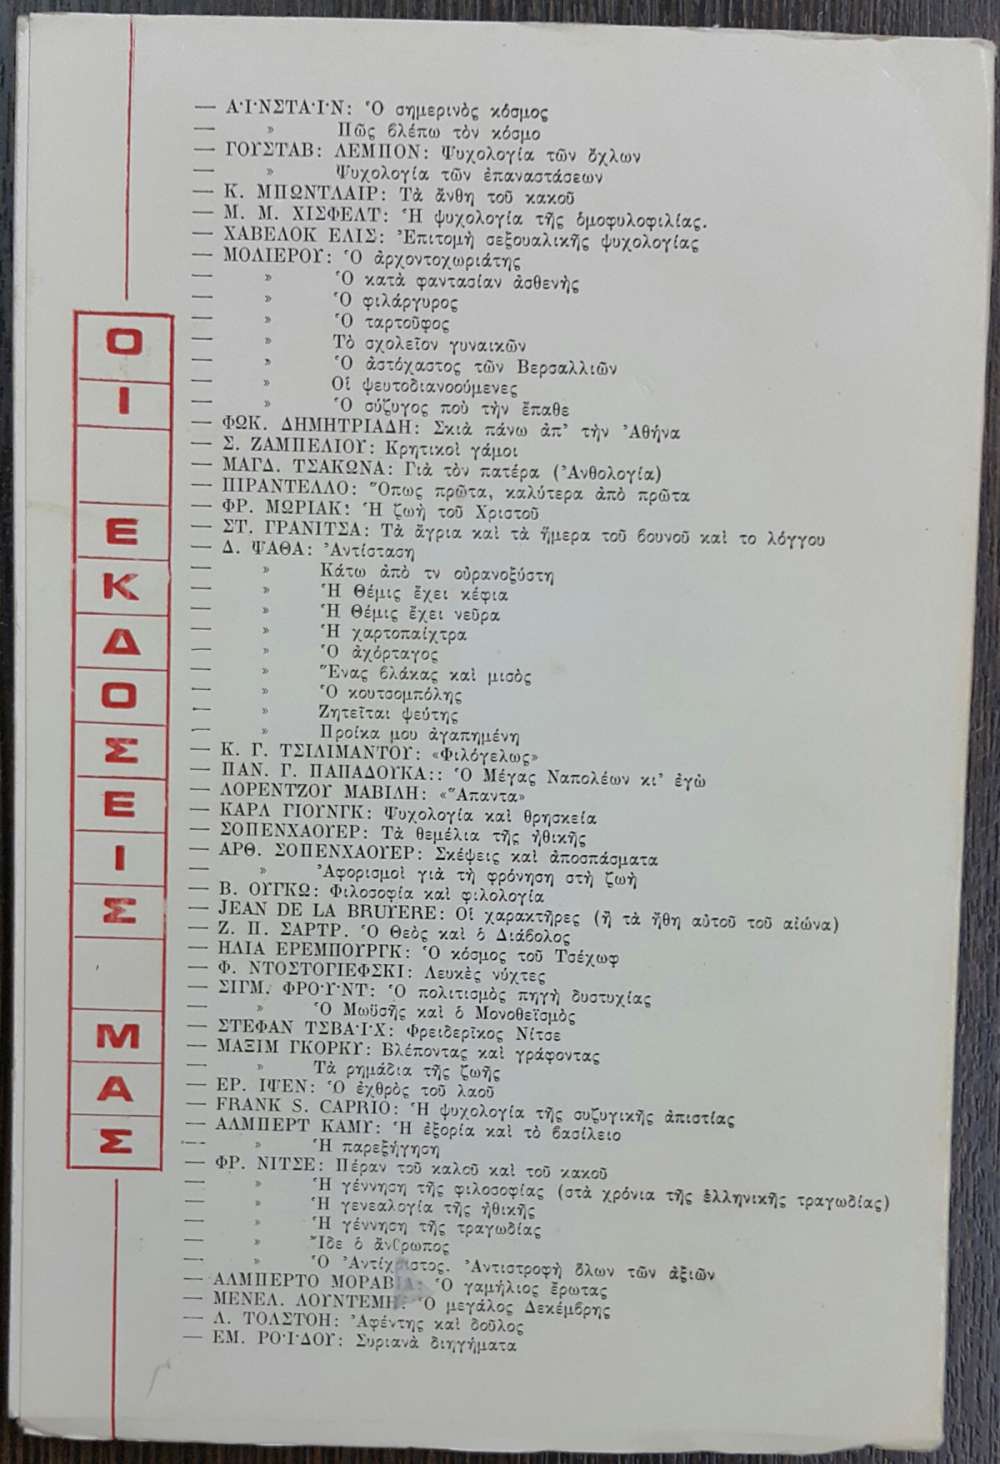 ΟΙ ΕΚΔΟΣΕΙΣ ΜΑΣ
— Α·Ι·ΝΣΤΑ·Ι·Ν: Ὁ σημερινὸς κόσμος
— » Πῶς βλέπω τὸν κόσμο
— ΓΟΥΣΤΑΒ: ΛΕΜΠΟΝ: Ψυχολογία τῶν ὄχλων
— » Ψυχολογία τῶν ἐπαναστάσεων
— Κ. ΜΠΩΝΤΛΑΙΡ: Τὰ ἄνθη τοῦ κακοῦ
— Μ. Μ. ΧΙΣΦΕΛΤ: Ἡ ψυχολογία τῆς ὁμοφυλοφιλίας.
— ΧΑΒΕΛΟΚ ΕΛΙΣ: Ἐπιτομὴ σεξουαλικῆς ψυχολογίας
— ΜΟΛΙΕΡΟΥ: Ὁ ἀρχοντοχωριάτης
— » Ὁ κατὰ φαντασίαν ἀσθενὴς
— » Ὁ φιλάργυρος
— » Ὁ ταρτοῦφος
— » Τὸ σχολεῖον γυναικῶν
— » Ὁ ἀστόχαστος τῶν Βερσαλλιῶν
— » Οἱ ψευτοδιανοούμενες
— » Ὁ σύζυγος ποὺ τὴν ἔπαθε
— ΦΩΚ. ΔΗΜΗΤΡΙΑΔΗ: Σκιὰ πάνω ἀπ' τὴν Ἀθήνα
— Σ. ΖΑΜΠΕΛΙΟΥ: Κρητικοὶ γάμοι
— ΜΑΓΔ. ΤΣΑΚΩΝΑ: Γιὰ τὸν πατέρα (Ἀνθολογία)
— ΠΙΡΑΝΤΕΛΛΟ: Ὅπως πρῶτα, καλύτερα ἀπὸ πρῶτα
— ΦΡ. ΜΩΡΙΑΚ: Ἡ ζωὴ τοῦ Χριστοῦ
— ΣΤ. ΓΡΑΝΙΤΣΑ: Τὰ ἄγρια καὶ τὰ ἥμερα τοῦ βουνοῦ καὶ το λόγγου
— Δ. ΨΑΘΑ: Ἀντίσταση
— » Κάτω ἀπὸ τν οὐρανοξύστη
— » Ἡ Θέμις ἔχει κέφια
— » Ἡ Θέμις ἔχει νεῦρα
— » Ἡ χαρτοπαίχτρα
— » Ὁ ἀχόρταγος
— » Ἕνας βλάκας καὶ μισὸς
— » Ὁ κουτσομπόλης
— » Ζητεῖται ψεύτης
— » Προίκα μου ἀγαπημένη
— Κ. Γ. ΤΣΙΛΙΜΑΝΤΟΥ: «Φιλόγελως»
— ΠΑΝ. Γ. ΠΑΠΑΔΟΥΚΑ:: Ὁ Μέγας Ναπολέων κι' ἐγὼ
— ΛΟΡΕΝΤΖΟΥ ΜΑΒΙΛΗ: «Ἅπαντα»
— ΚΑΡΛ ΓΙΟΥΝΓΚ: Ψυχολογία καὶ θρησκεία
— ΣΟΠΕΝΧΑΟΥΕΡ: Τὰ θεμέλια τῆς ἠθικῆς
— ΑΡΘ. ΣΟΠΕΝΧΑΟΥΕΡ: Σκέψεις καὶ ἀποσπάσματα
— » Ἀφορισμοὶ γιὰ τὴ φρόνηση στὴ ζωὴ
— Β. ΟΥΓΚΩ: Φιλοσοφία καὶ φιλολογία
— JEAN DE LA BRUYERE: Οἱ χαρακτῆρες (ἢ τὰ ἤθη αὐτοῦ τοῦ αἰώνα)
— Ζ. Π. ΣΑΡΤΡ. Ὁ Θεὸς καὶ ὁ Διάβολος
— ΗΛΙΑ ΕΡΕΜΠΟΥΡΓΚ: Ὁ κόσμος τοῦ Τσέχωφ
— Φ. ΝΤΟΣΤΟΓΙΕΦΣΚΙ: Λευκὲς νύχτες
— ΣΙΓΜ. ΦΡΟ·Υ·ΝΤ: Ὁ πολιτισμὸς πηγὴ δυστυχίας
— » Ὁ Μωϋσῆς καὶ ὁ Μονοθεϊσμὸς
— ΣΤΕΦΑΝ ΤΣΒΑ·Ι·Χ: Φρειδερῖκος Νίτσε
— ΜΑΞΙΜ ΓΚΟΡΚΥ: Βλέποντας καὶ γράφοντας
— » Τὰ ρημάδια τῆς ζωῆς
— ΕΡ. ΙΨΕΝ: Ὁ ἐχθρὸς τοῦ λαοῦ
— FRANK S. CAPRIO: Ἡ ψυχολογία τῆς συζυγικῆς ἀπιστίας
— ΑΛΜΠΕΡΤ ΚΑΜΥ: Ἡ ἐξορία καὶ τὸ βασίλειο
— » Ἡ παρεξήγηση
— ΦΡ. ΝΙΤΣΕ: Πέραν τοῦ καλοῦ καὶ τοῦ κακοῦ
— » Ἡ γέννηση τῆς φιλοσοφίας (στὰ χρόνια τῆς ἑλληνικῆς τραγωδίας)
— » Ἡ γενεαλογία τῆς ἠθικῆς
— » Ἡ γέννηση τῆς τραγωδίας
— » Ἴδε ὁ ἄνθρωπος
— » Ὁ Ἀντίχριστος. Ἀντιστροφὴ ὅλων τῶν ἀξιῶν
— ΑΛΜΠΕΡΤΟ ΜΟΡΑΒΙΑ: Ὁ γαμήλιος ἔρωτας
— ΜΕΝΕΛ. ΛΟΥΝΤΕΜΗ: Ὁ μεγάλος Δεκέμβρης
— Λ. ΤΟΛΣΤΟΗ: Ἀφέντης καὶ δοῦλος
— ΕΜ. ΡΟ·Ι·ΔΟΥ: Συριανὰ διηγήματα